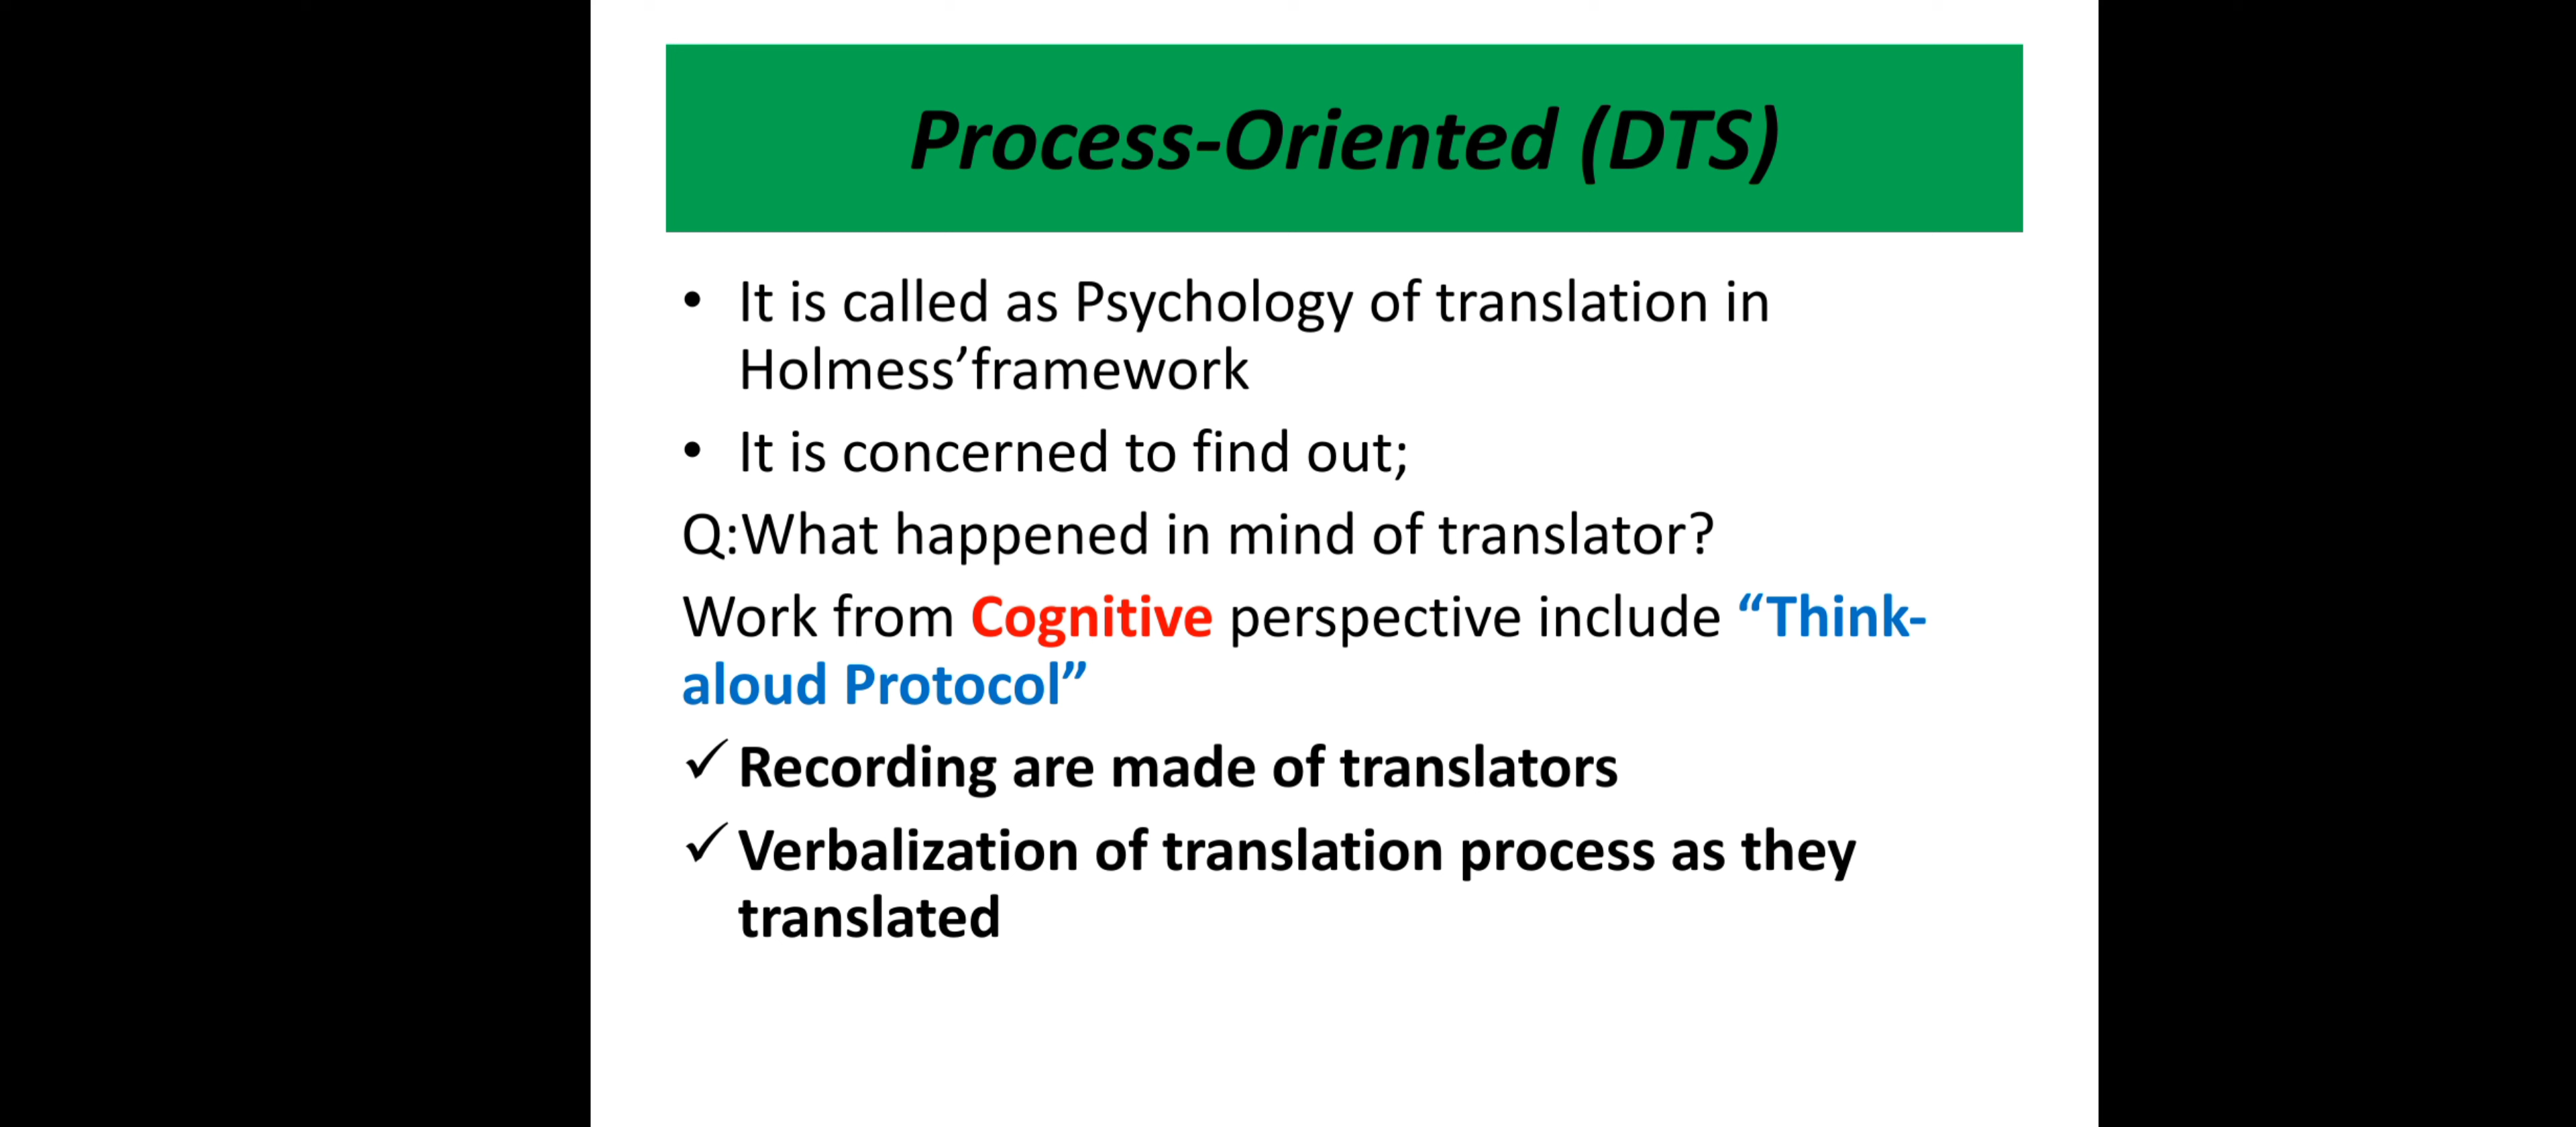 Process-Oriented (DTS)
• It is called as Psychology of translation in
Holmess’framework
• It is concerned to find out;
Q:What happened in mind of translator?
Work from Cognitive perspective include “Think-
aloud Protocol”
✓ Recording are made of translators
✓ Verbalization of translation process as they
translated